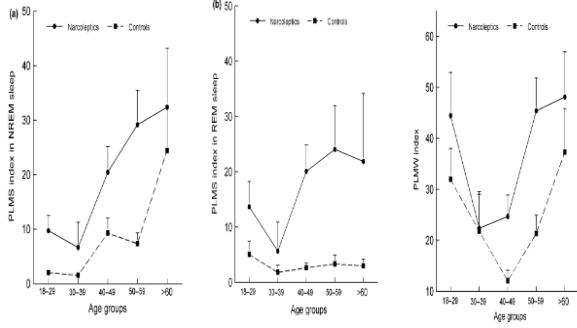 (a)
Narcoleptics
Controls
PLMS index in NREM sleep
50
40
30
20
10
0
18–29
30–39
40–49
50–59
>60
Age groups
(b)
Narcoleptics
Controls
PLMS index in REM sleep
50
40
30
20
10
0
18–29
30–39
40–49
50–59
>60
Age groups
Narcoleptics
Controls
PLMW index
60
50
40
30
20
10
18–29
30–39
40–49
50–59
>60
Age groups